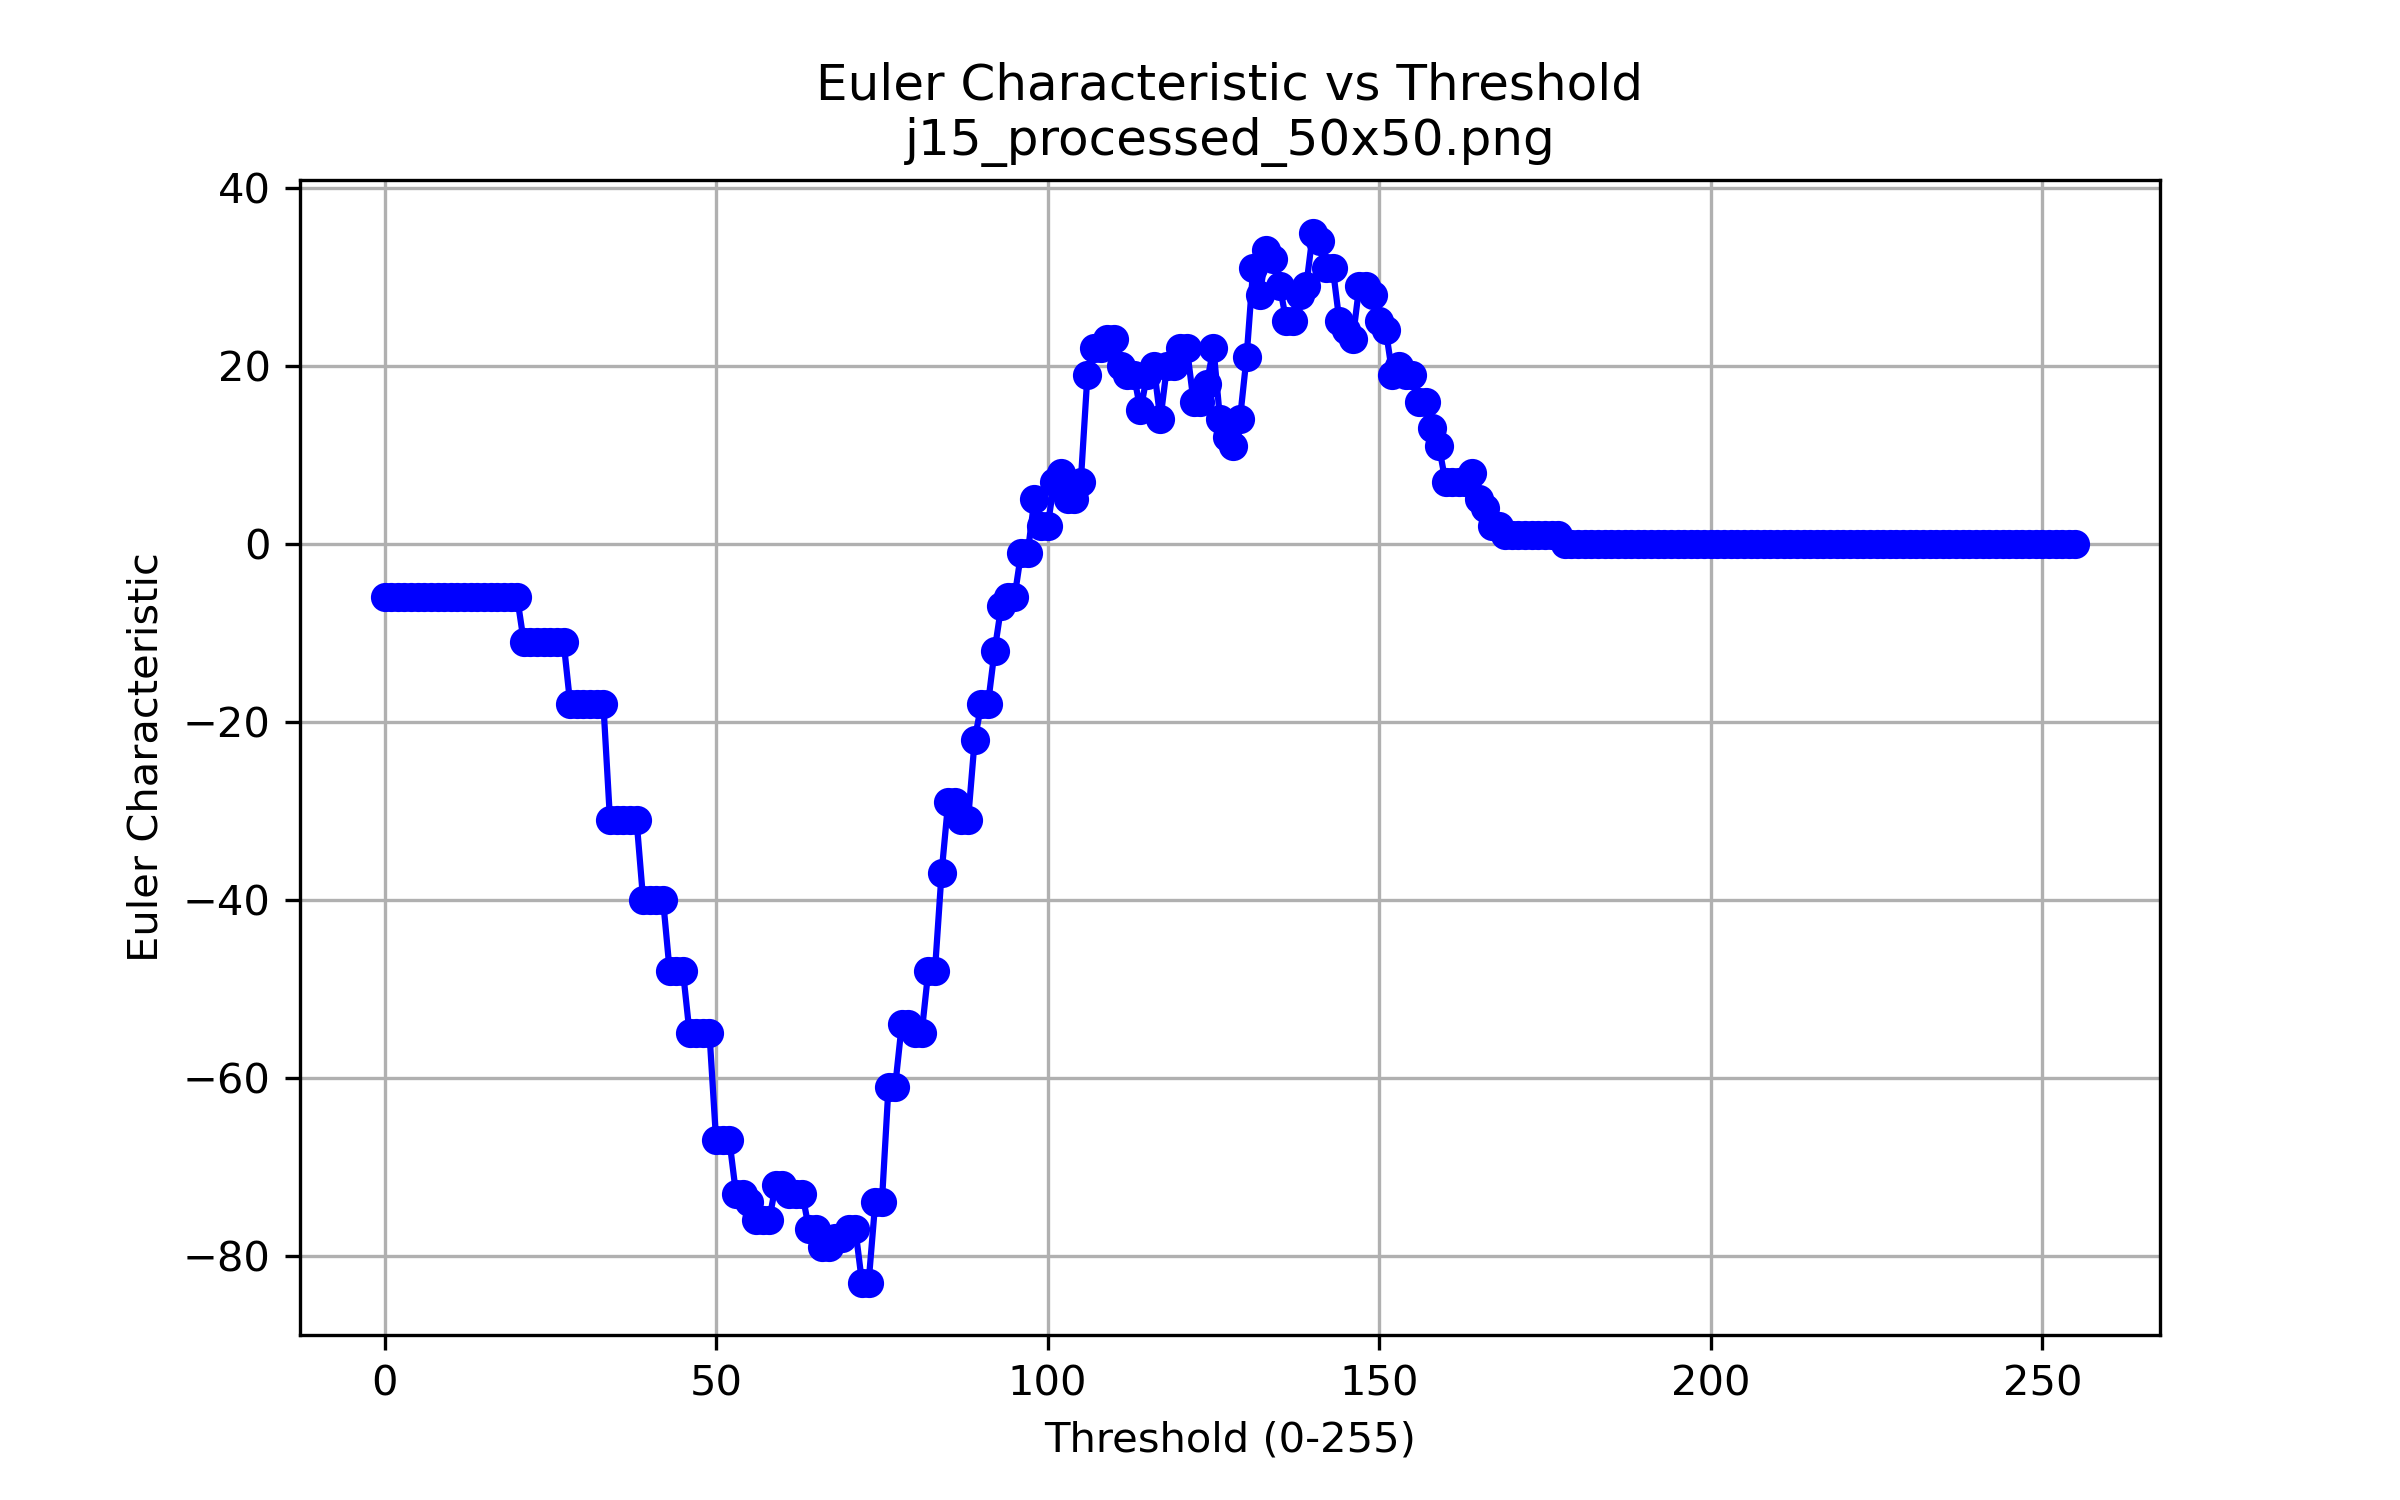 Euler Characteristic vs Threshold
j15_processed_50x50.png
40
20
0
−20
−40
−60
−80
Euler Characteristic
0 50 100 150 200 250
Threshold (0-255)